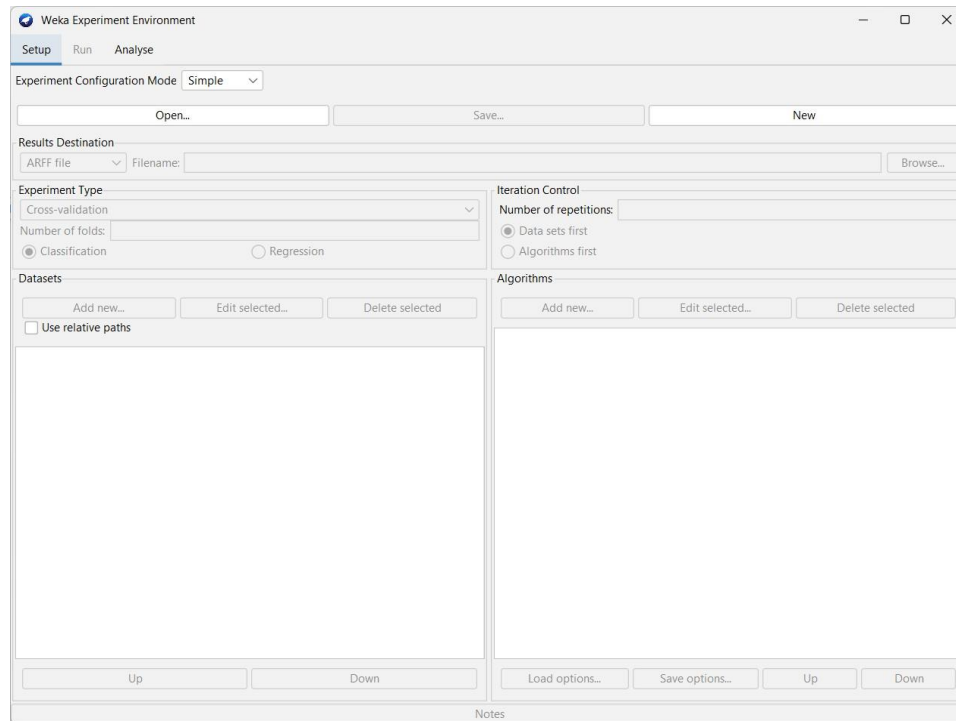 Weka Experiment Environment
Setup Run Analyse
Experiment Configuration Mode Simple
Open... Save... New
Results Destination
ARFF file Filename: Browse...
Experiment Type
Cross-validation
Number of folds:
Classification Regression
Iteration Control
Number of repetitions:
Data sets first
Algorithms first
Datasets
Add new... Edit selected... Delete selected
Use relative paths
Up Down
Algorithms
Add new... Edit selected... Delete selected
Load options... Save options... Up Down
Notes